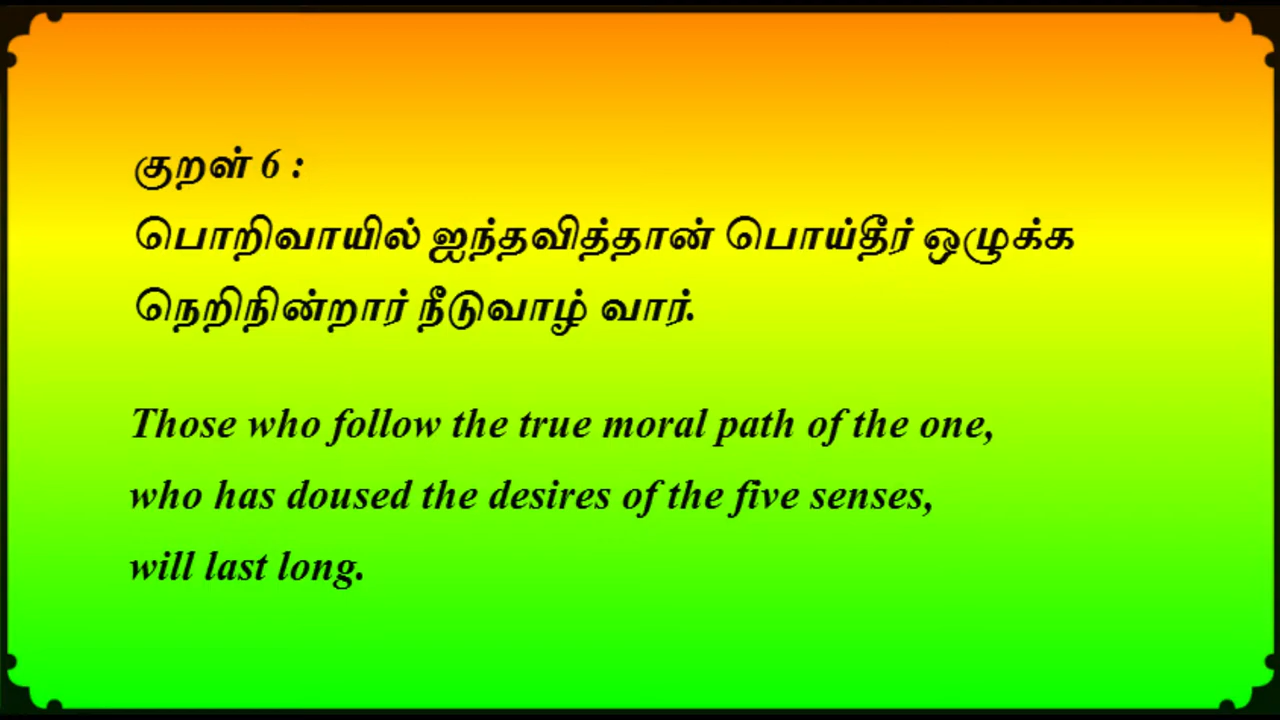 குறள் 6 :
பொறிவாயில் ஐந்தவித்தான் பொய்தீர் ஒழுக்க
நெறிநின்றார் நீடுவாழ் வார்.
Those who follow the true moral path of the one,
who has doused the desires of the five senses,
will last long.